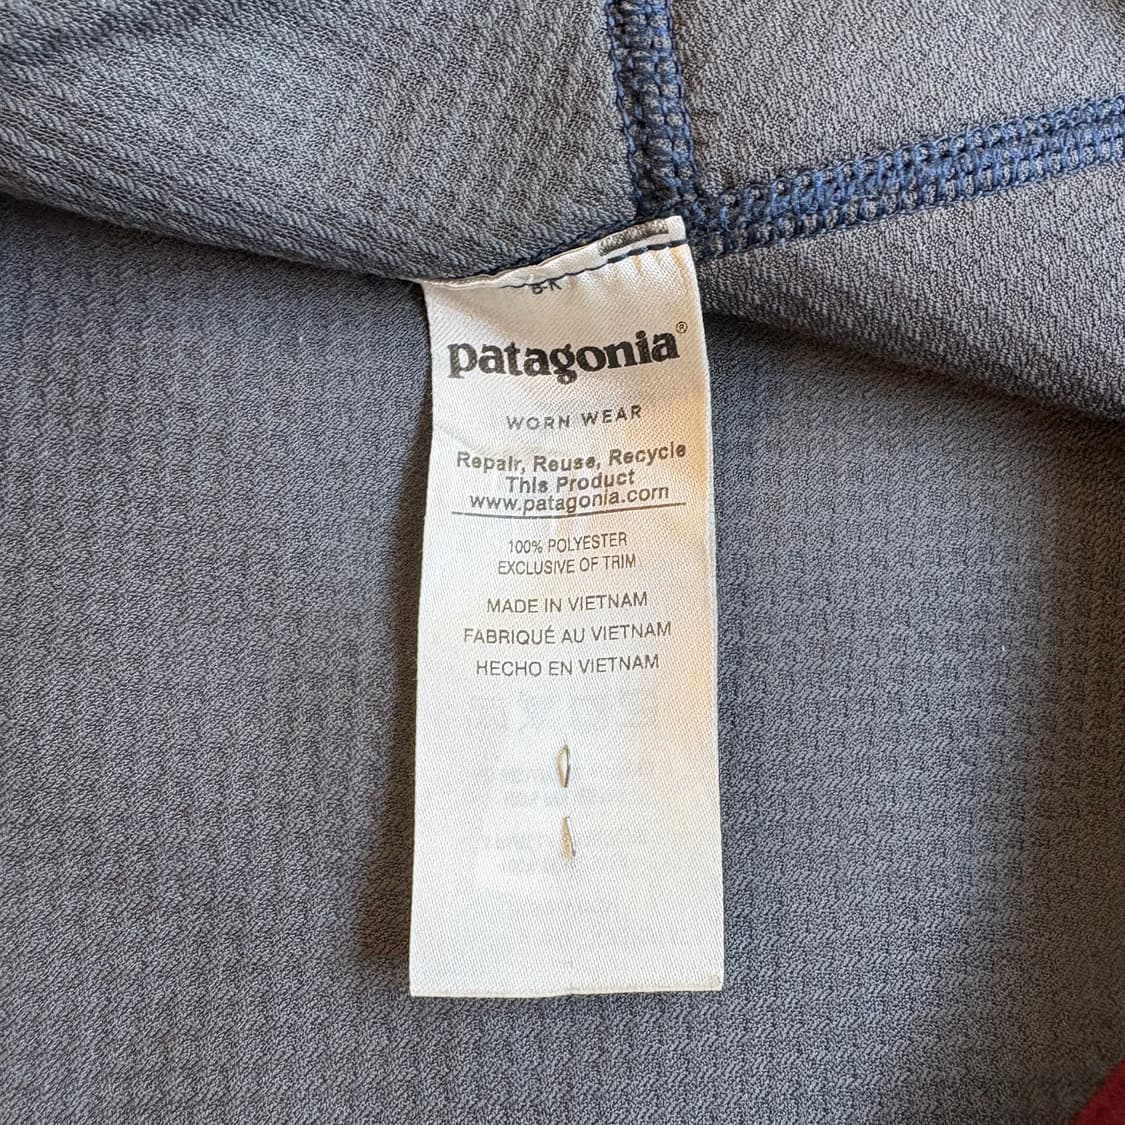 patagonia®
WORN WEAR
Repair, Reuse, Recycle
This Product
www.patagonia.com
100% POLYESTER
EXCLUSIVE OF TRIM
MADE IN VIETNAM
FABRIQUÉ AU VIETNAM
HECHO EN VIETNAM